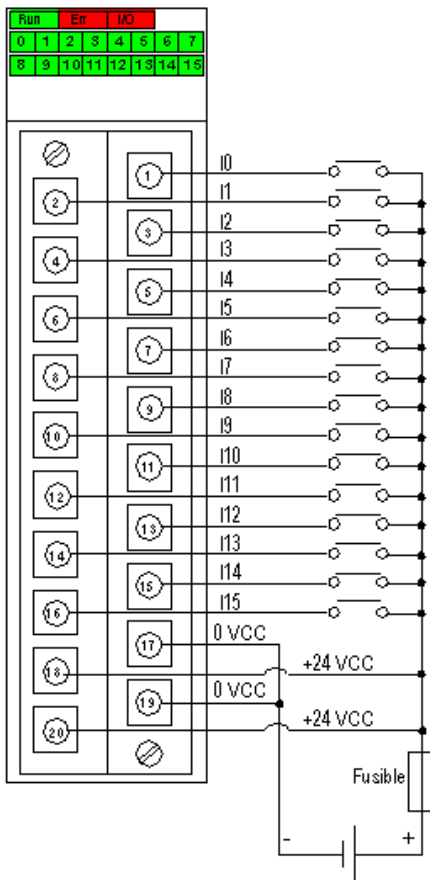 Run Err I/O
0 1 2 3 4 5 6 7
8 9 10 11 12 13 14 15
1 I0
2 I1
3 I2
4 I3
5 I4
6 I5
7 I6
8 I7
9 I8
10 I9
11 I10
12 I11
13 I12
14 I13
15 I14
16 I15
17 0 VCC
18 +24 VCC
19 0 VCC
20 +24 VCC
Fusible
- +